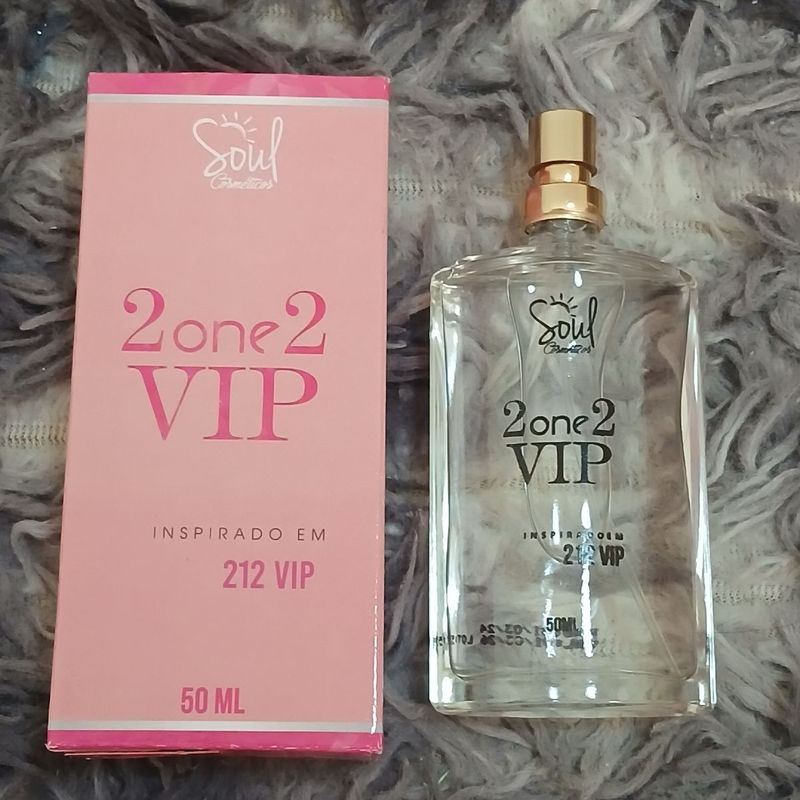 Soul
Cosméticos
2one2
VIP
INSPIRADO EM
212 VIP
50 ML
Soul
Cosméticos
2one2
VIP
INSPIRADO EM
212 VIP
50ML